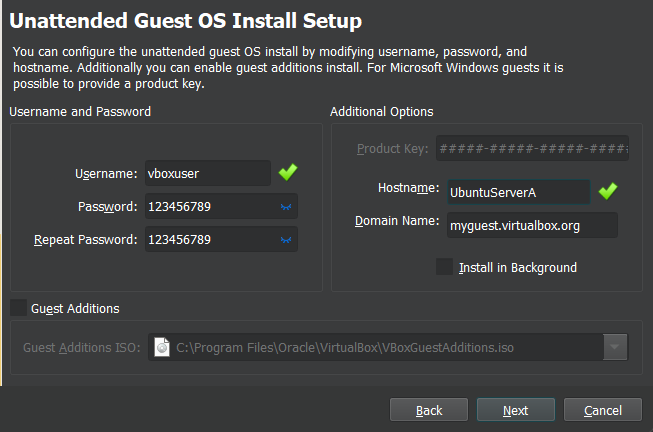 Unattended Guest OS Install Setup
You can configure the unattended guest OS install by modifying username, password, and
hostname. Additionally you can enable guest additions install. For Microsoft Windows guests it is
possible to provide a product key.
Username and Password
Username: vboxuser
Password: 123456789
Repeat Password: 123456789
Additional Options
Product Key: #####-#####-#####-#####
Hostname: UbuntuServerA
Domain Name: myguest.virtualbox.org
Install in Background
Guest Additions
Guest Additions ISO: C:\Program Files\Oracle\VirtualBox\VBoxGuestAdditions.iso
Back Next Cancel